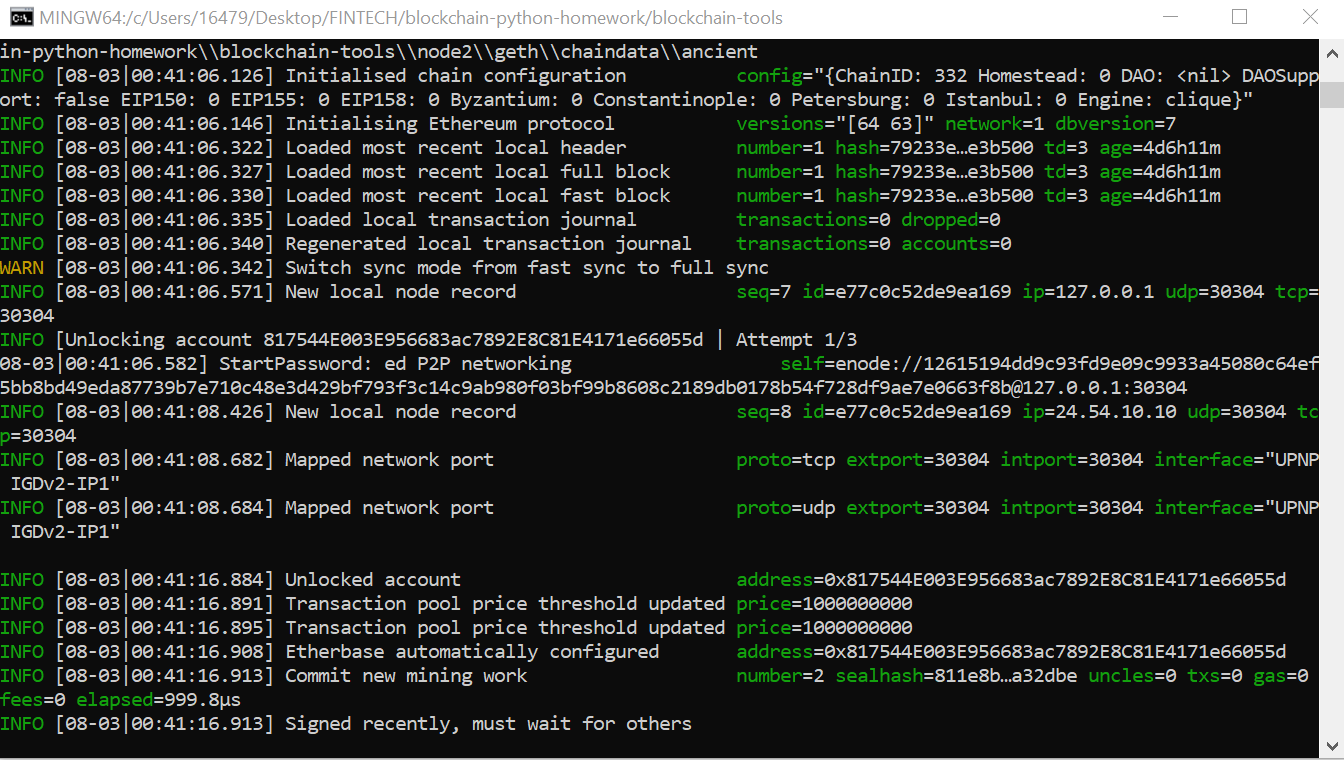 MINGW64:/c/Users/16479/Desktop/FINTECH/blockchain-python-homework/blockchain-tools
in-python-homework\\blockchain-tools\\node2\\geth\\chaindata\\ancient
INFO [08-03|00:41:06.126] Initialised chain configuration          config="{ChainID: 332 Homestead: 0 DAO: <nil> DAOSupp
ort: false EIP150: 0 EIP155: 0 EIP158: 0 Byzantium: 0 Constantinople: 0 Petersburg: 0 Istanbul: 0 Engine: clique}"
INFO [08-03|00:41:06.146] Initialising Ethereum protocol           versions="[64 63]" network=1 dbversion=7
INFO [08-03|00:41:06.322] Loaded most recent local header          number=1 hash=79233e…e3b500 td=3 age=4d6h11m
INFO [08-03|00:41:06.327] Loaded most recent local full block      number=1 hash=79233e…e3b500 td=3 age=4d6h11m
INFO [08-03|00:41:06.330] Loaded most recent local fast block      number=1 hash=79233e…e3b500 td=3 age=4d6h11m
INFO [08-03|00:41:06.335] Loaded local transaction journal         transactions=0 dropped=0
INFO [08-03|00:41:06.340] Regenerated local transaction journal    transactions=0 accounts=0
WARN [08-03|00:41:06.342] Switch sync mode from fast sync to full sync
INFO [08-03|00:41:06.571] New local node record                    seq=7 id=e77c0c52de9ea169 ip=127.0.0.1 udp=30304 tcp=
30304
INFO [Unlocking account 817544E003E956683ac7892E8C81E4171e66055d | Attempt 1/3
08-03|00:41:06.582] StartPassword: ed P2P networking                   self=enode://12615194dd9c93fd9e09c9933a45080c64ef
5bb8bd49eda87739b7e710c48e3d429bf793f3c14c9ab980f03bf99b8608c2189db0178b54f728df9ae7e0663f8b@127.0.0.1:30304
INFO [08-03|00:41:08.426] New local node record                    seq=8 id=e77c0c52de9ea169 ip=24.54.10.10 udp=30304 tc
p=30304
INFO [08-03|00:41:08.682] Mapped network port                      proto=tcp extport=30304 intport=30304 interface="UPNP
 IGDv2-IP1"
INFO [08-03|00:41:08.684] Mapped network port                      proto=udp extport=30304 intport=30304 interface="UPNP
 IGDv2-IP1"
INFO [08-03|00:41:16.884] Unlocked account                         address=0x817544E003E956683ac7892E8C81E4171e66055d
INFO [08-03|00:41:16.891] Transaction pool price threshold updated price=1000000000
INFO [08-03|00:41:16.895] Transaction pool price threshold updated price=1000000000
INFO [08-03|00:41:16.908] Etherbase automatically configured       address=0x817544E003E956683ac7892E8C81E4171e66055d
INFO [08-03|00:41:16.913] Commit new mining work                   number=2 sealhash=811e8b…a32dbe uncles=0 txs=0 gas=0
fees=0 elapsed=999.8µs
INFO [08-03|00:41:16.913] Signed recently, must wait for others